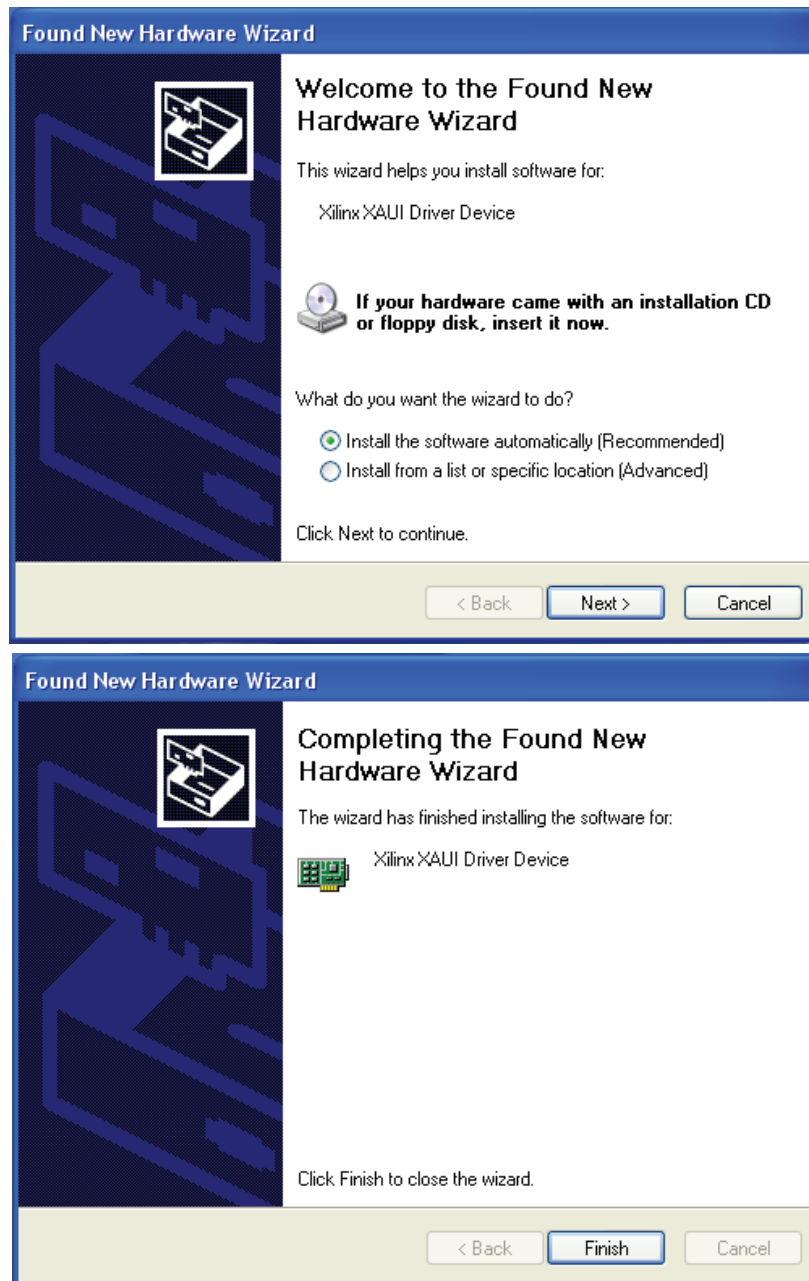 Found New Hardware Wizard
Welcome to the Found New
Hardware Wizard
This wizard helps you install software for:
Xilinx XAUI Driver Device
If your hardware came with an installation CD
or floppy disk, insert it now.
What do you want the wizard to do?
Install the software automatically (Recommended)
Install from a list or specific location (Advanced)
Click Next to continue.
< Back Next > Cancel
Found New Hardware Wizard
Completing the Found New
Hardware Wizard
The wizard has finished installing the software for:
Xilinx XAUI Driver Device
Click Finish to close the wizard.
< Back Finish Cancel